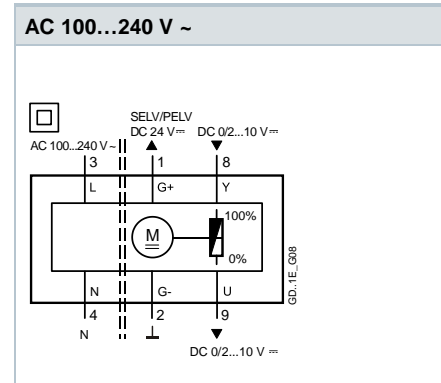 AC 100…240 V ~
SELV/PELV
DC 24 V⎓ DC 0/2...10 V⎓
AC 100...240 V~
3 1 8
L G+ Y
100%
M
0%
N G- U
4 2 9
N
DC 0/2...10 V ⎓
GD..1E_G08